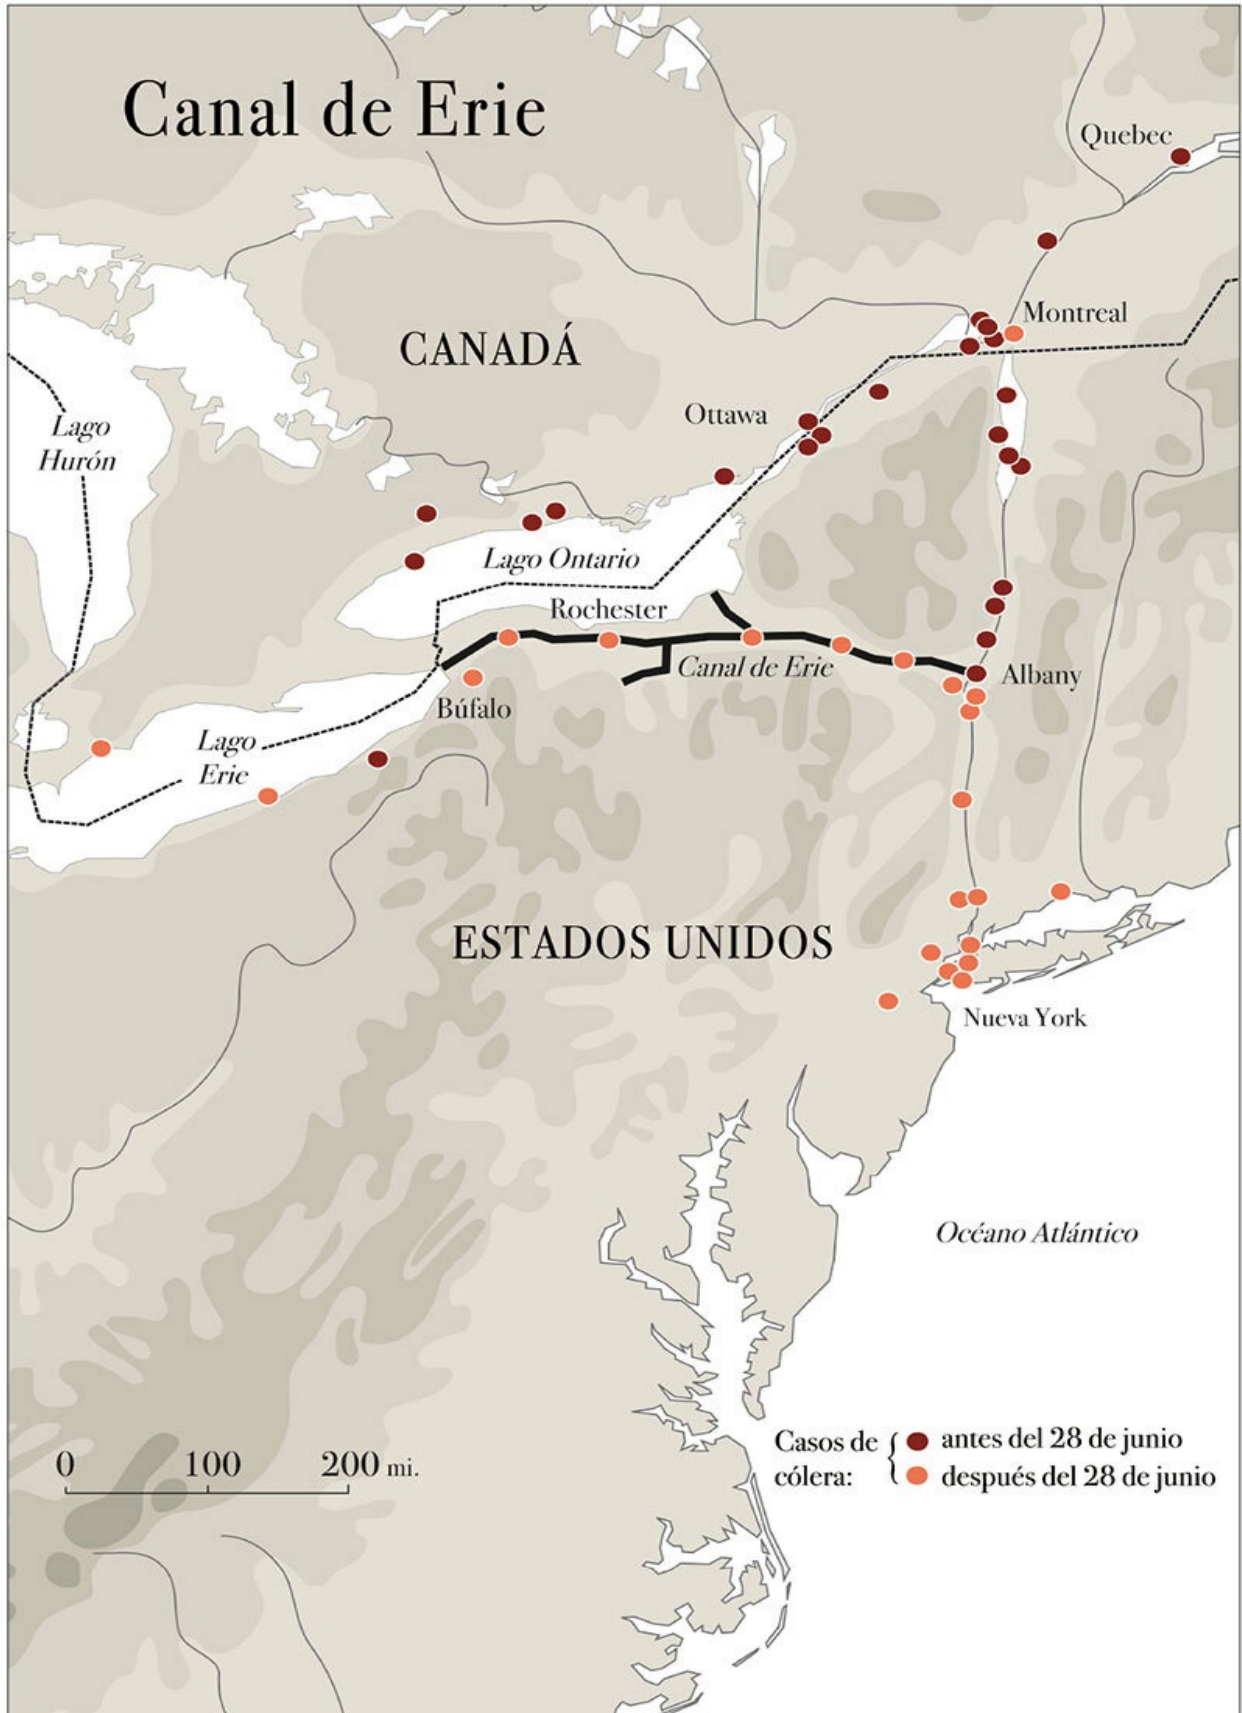 Canal de Erie
Quebec
Montreal
CANADÁ
Ottawa
Lago
Hurón
Lago Ontario
Rochester
Canal de Erie
Albany
Búfalo
Lago
Erie
ESTADOS UNIDOS
Nueva York
Océano Atlántico
Casos de
cólera:
antes del 28 de junio
después del 28 de junio
0 100 200 mi.